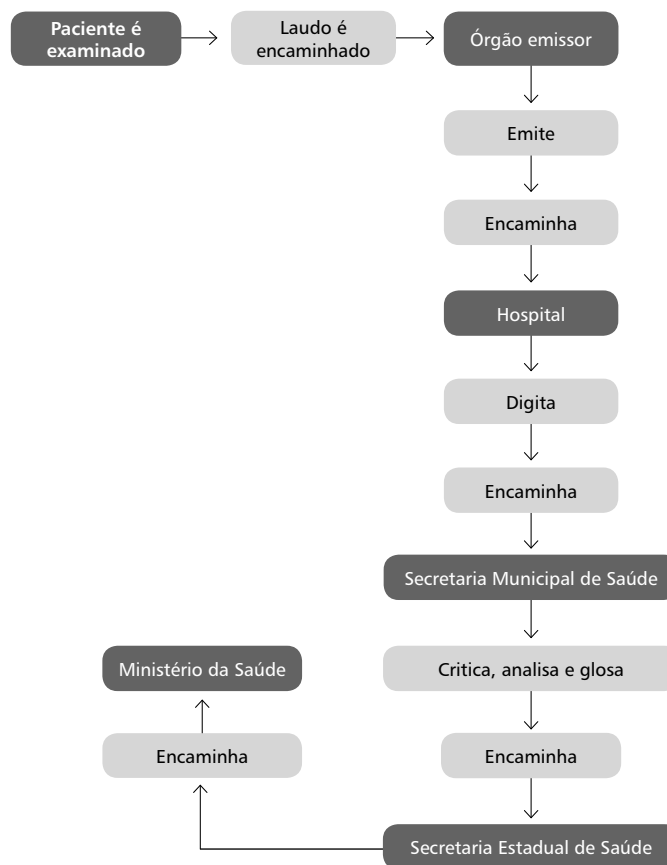 Paciente é
examinado
Laudo é
encaminhado
Órgão emissor
Emite
Encaminha
Hospital
Digita
Encaminha
Secretaria Municipal de Saúde
Critica, analisa e glosa
Encaminha
Secretaria Estadual de Saúde
Encaminha
Ministério da Saúde